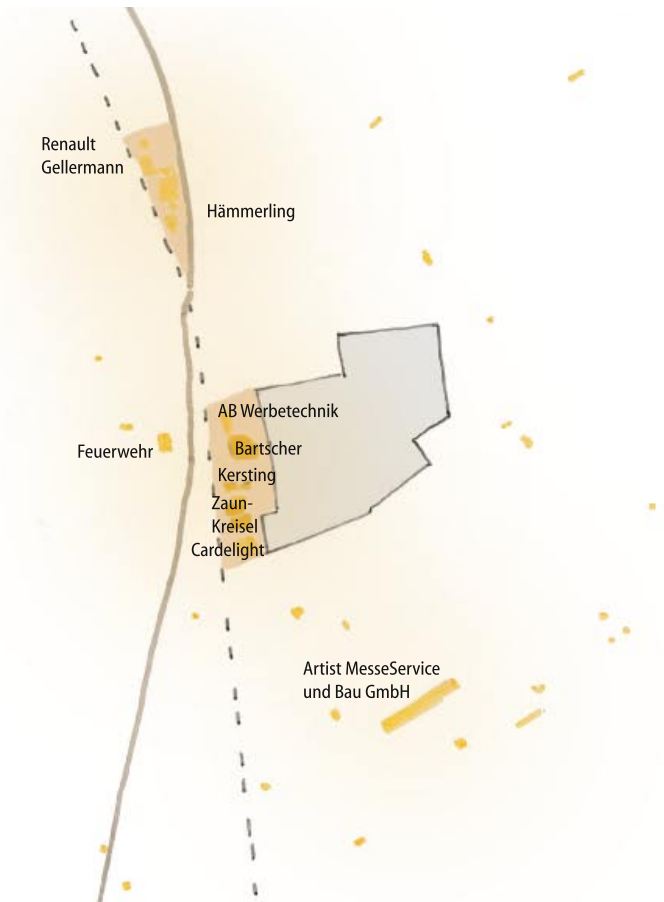 Renault
Gellermann
Hämmerling
AB Werbetechnik
Bartscher
Feuerwehr
Kersting
Zaun-
Kreisel
Cardelight
Artist MesseService
und Bau GmbH